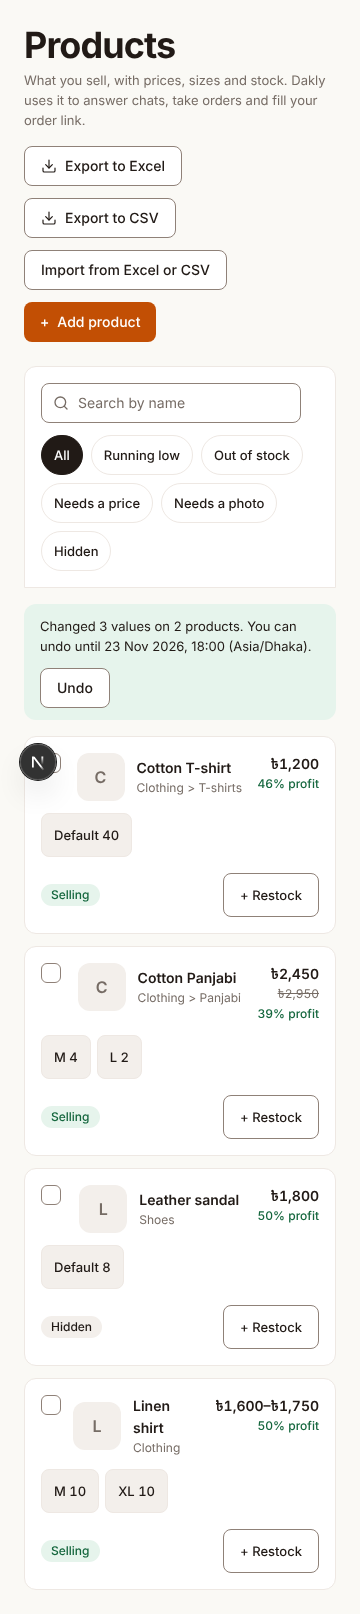 Products
What you sell, with prices, sizes and stock. Dakly
uses it to answer chats, take orders and fill your
order link.
Export to Excel
Export to CSV
Import from Excel or CSV
+ Add product
Search by name
All
Running low
Out of stock
Needs a price
Needs a photo
Hidden
Changed 3 values on 2 products. You can
undo until 23 Nov 2026, 18:00 (Asia/Dhaka).
Undo
N
C
Cotton T-shirt
৳1,200
Clothing > T-shirts
46% profit
Default 40
Selling
+ Restock
C
Cotton Panjabi
৳2,450
Clothing > Panjabi
৳2,950
39% profit
M 4
L 2
Selling
+ Restock
L
Leather sandal
৳1,800
Shoes
50% profit
Default 8
Hidden
+ Restock
L
Linen
shirt
৳1,600–৳1,750
Clothing
50% profit
M 10
XL 10
Selling
+ Restock